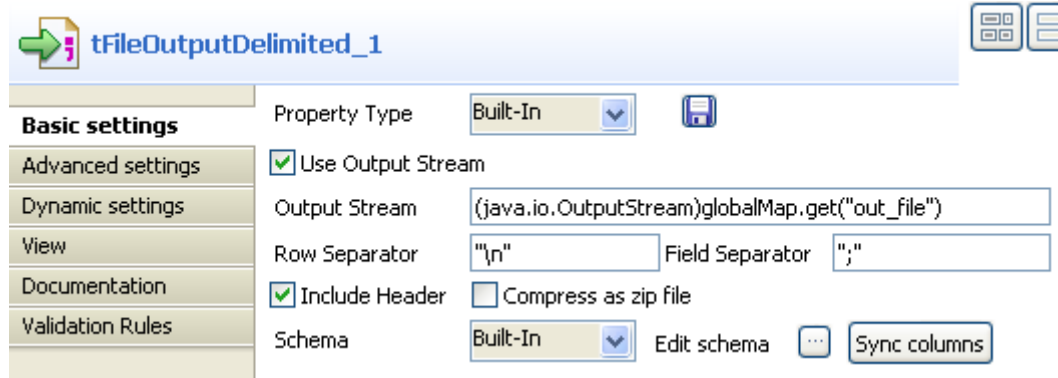 tFileOutputDelimited_1
Basic settings
Advanced settings
Dynamic settings
View
Documentation
Validation Rules
Property Type Built-In
Use Output Stream
Output Stream (java.io.OutputStream)globalMap.get("out_file")
Row Separator "\n" Field Separator ";"
Include Header Compress as zip file
Schema Built-In Edit schema ... Sync columns